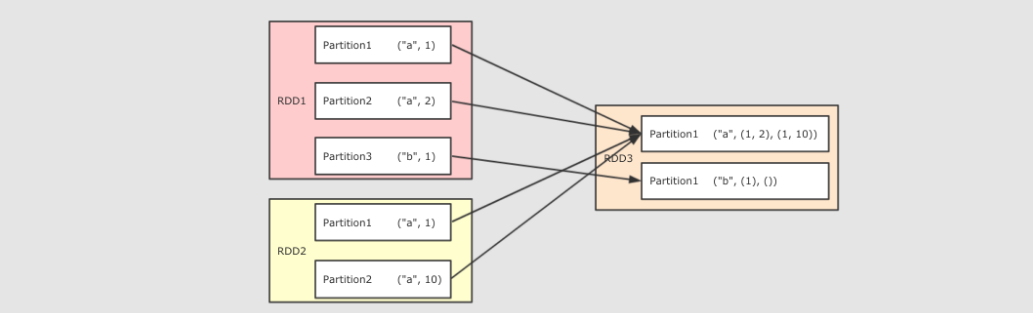 Partition1 ("a", 1)
RDD1
Partition2 ("a", 2)
Partition3 ("b", 1)
RDD2
Partition1 ("a", 1)
Partition2 ("a", 10)
RDD3
Partition1 ("a", (1, 2), (1, 10))
Partition1 ("b", (1), ())